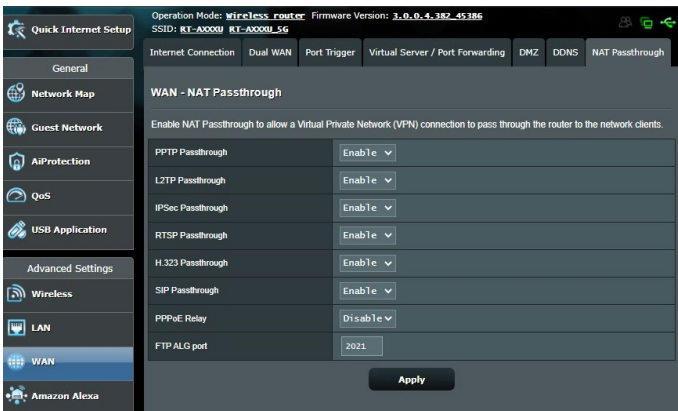 Quick Internet Setup
General
Network Map
Guest Network
AiProtection
QoS
USB Application
Advanced Settings
Wireless
LAN
WAN
Amazon Alexa
Operation Mode: Wireless router Firmware Version: 3.0.0.4.382_45386
SSID: RT-AXXXU RT-AXXXU_5G
Internet Connection Dual WAN Port Trigger Virtual Server / Port Forwarding DMZ DDNS NAT Passthrough
WAN - NAT Passthrough
Enable NAT Passthrough to allow a Virtual Private Network (VPN) connection to pass through the router to the network clients.
PPTP Passthrough Enable
L2TP Passthrough Enable
IPSec Passthrough Enable
RTSP Passthrough Enable
H.323 Passthrough Enable
SIP Passthrough Enable
PPPoE Relay Disable
FTP ALG port 2021
Apply